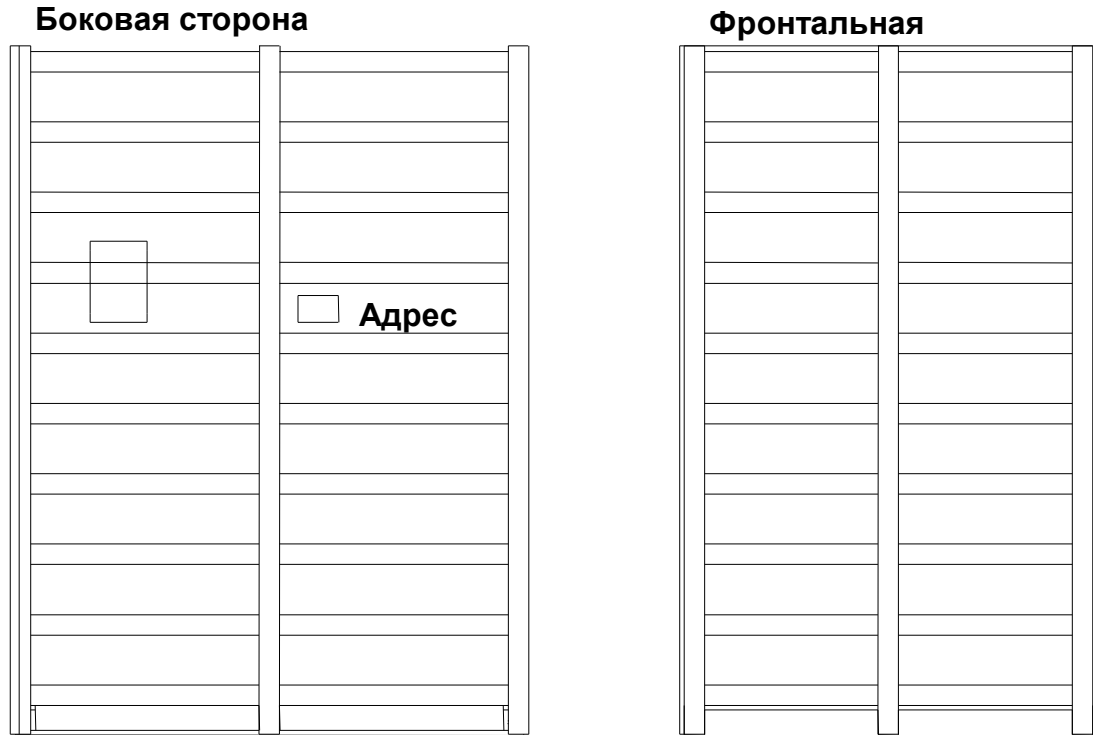 Боковая сторона
Фронтальная
Адрес